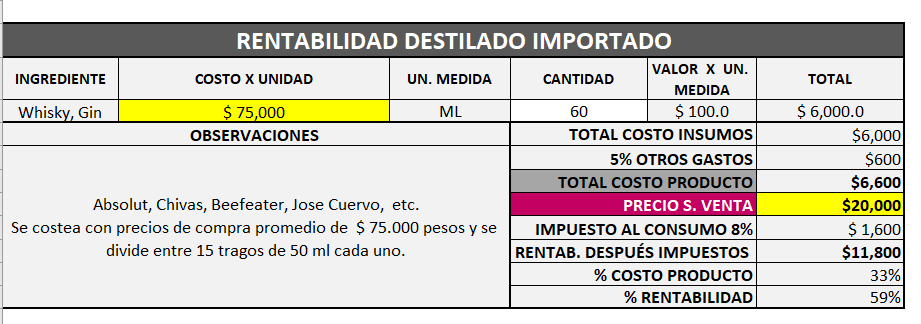 RENTABILIDAD DESTILADO IMPORTADO
INGREDIENTE COSTO X UNIDAD UN. MEDIDA CANTIDAD VALOR X UN. MEDIDA TOTAL
Whisky, Gin $ 75,000 ML 60 $ 100.0 $ 6,000.0
OBSERVACIONES
Absolut, Chivas, Beefeater, Jose Cuervo, etc.
Se costea con precios de compra promedio de $ 75.000 pesos y se
divide entre 15 tragos de 50 ml cada uno.
TOTAL COSTO INSUMOS $6,000
5% OTROS GASTOS $600
TOTAL COSTO PRODUCTO $6,600
PRECIO S. VENTA $20,000
IMPUESTO AL CONSUMO 8% $ 1,600
RENTAB. DESPUÉS IMPUESTOS $11,800
% COSTO PRODUCTO 33%
% RENTABILIDAD 59%